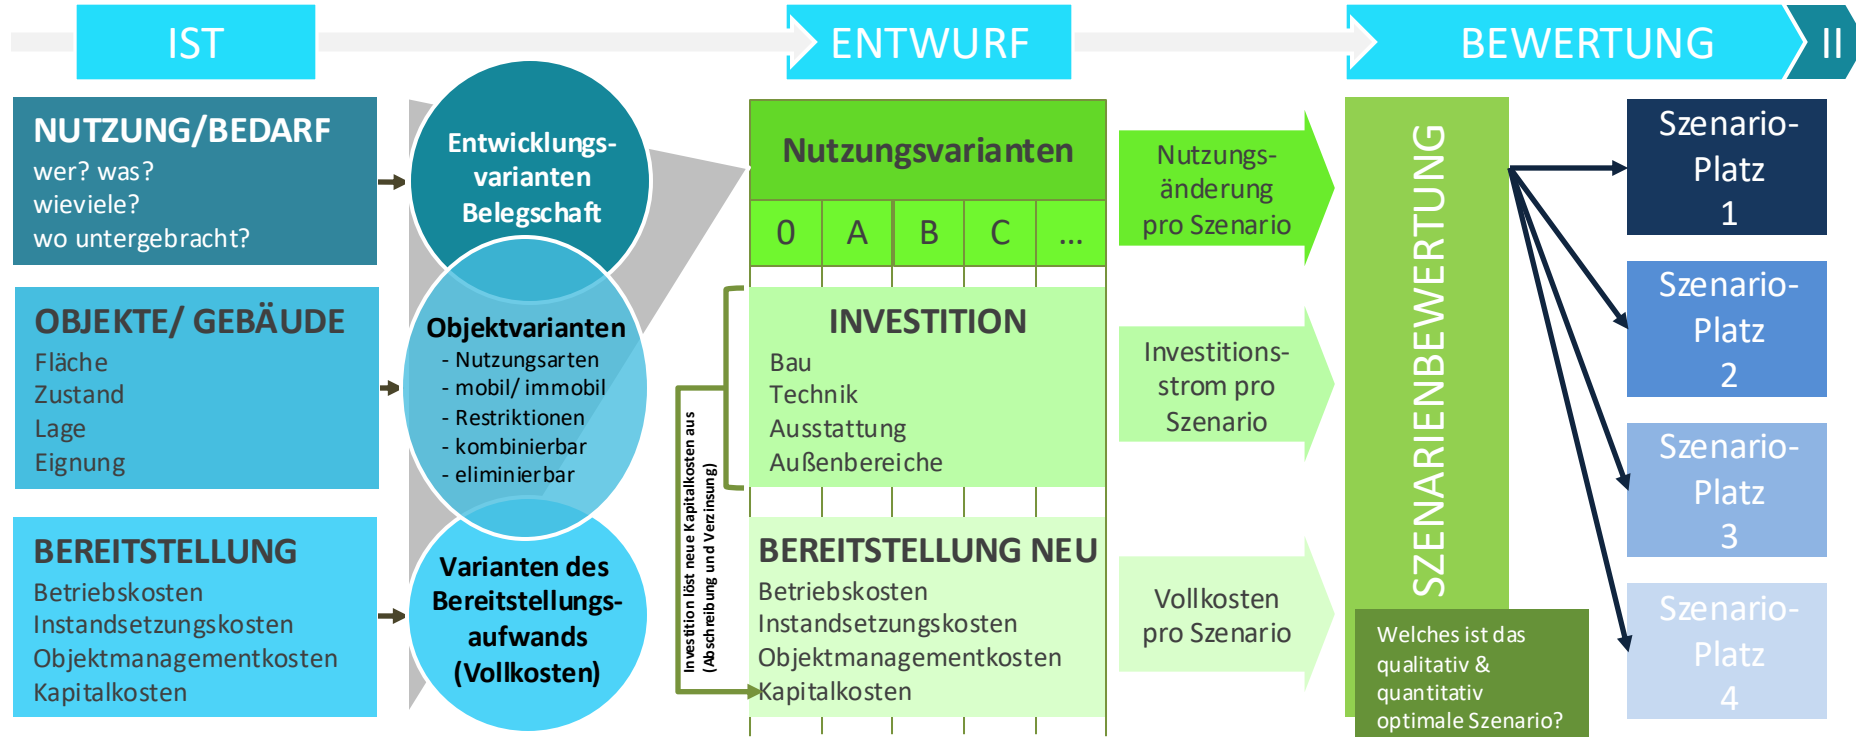 IST
ENTWURF
BEWERTUNG
II
NUTZUNG/BEDARF
wer? was?
wieviele?
wo untergebracht?
OBJEKTE/ GEBÄUDE
Fläche
Zustand
Lage
Eignung
BEREITSTELLUNG
Betriebskosten
Instandsetzungskosten
Objektmanagementkosten
Kapitalkosten
Entwicklungs-
varianten
Belegschaft
Objektvarianten
- Nutzungsarten
- mobil/ immobil
- Restriktionen
- kombinierbar
- eliminierbar
Varianten des
Bereitstellungs-
aufwands
(Vollkosten)
Investition löst neue Kapitalkosten aus
(Abschreibung und Verzinsung)
Nutzungsvarianten
0 A B C ...
INVESTITION
Bau
Technik
Ausstattung
Außenbereiche
BEREITSTELLUNG NEU
Betriebskosten
Instandsetzungskosten
Objektmanagementkosten
Kapitalkosten
Nutzungs-
änderung
pro Szenario
Investitions-
strom pro
Szenario
Vollkosten
pro Szenario
SZENARIENBEWERTUNG
Welches ist das
qualitativ &
quantitativ
optimale Szenario?
Szenario-
Platz
1
Szenario-
Platz
2
Szenario-
Platz
3
Szenario-
Platz
4